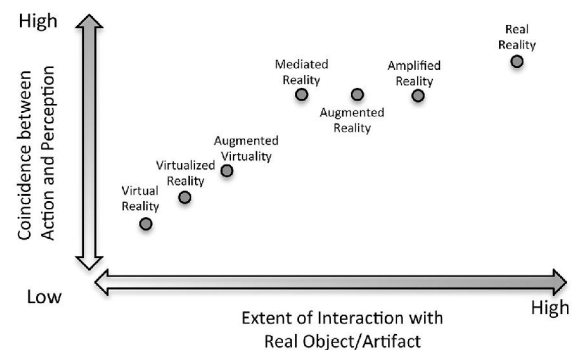 High
Coincidence between
Action and Perception
Real
Reality
Mediated
Reality
Amplified
Reality
Augmented
Reality
Augmented
Virtuality
Virtualized
Reality
Virtual
Reality
Low
High
Extent of Interaction with
Real Object/Artifact